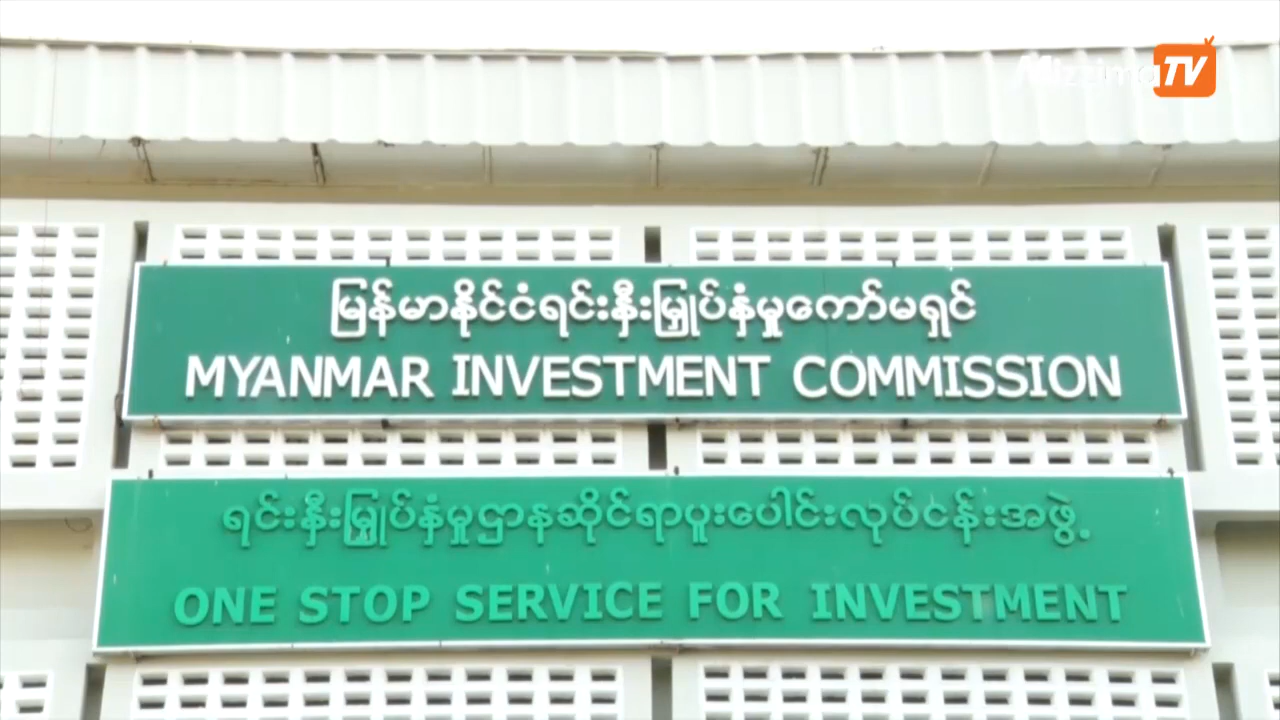 Mizzima TV
မြန်မာနိုင်ငံရင်းနှီးမြှုပ်နှံမှုကော်မရှင်
MYANMAR INVESTMENT COMMISSION
ရင်းနှီးမြှုပ်နှံမှုဌာနဆိုင်ရာပူးပေါင်းလုပ်ငန်းအဖွဲ့
ONE STOP SERVICE FOR INVESTMENT